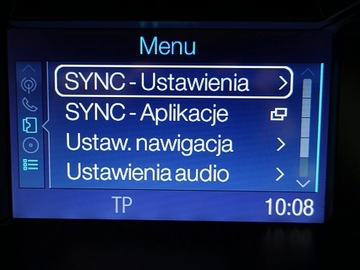 Menu
SYNC - Ustawienia
SYNC - Aplikacje
Ustaw. nawigacja
Ustawienia audio
TP 10:08